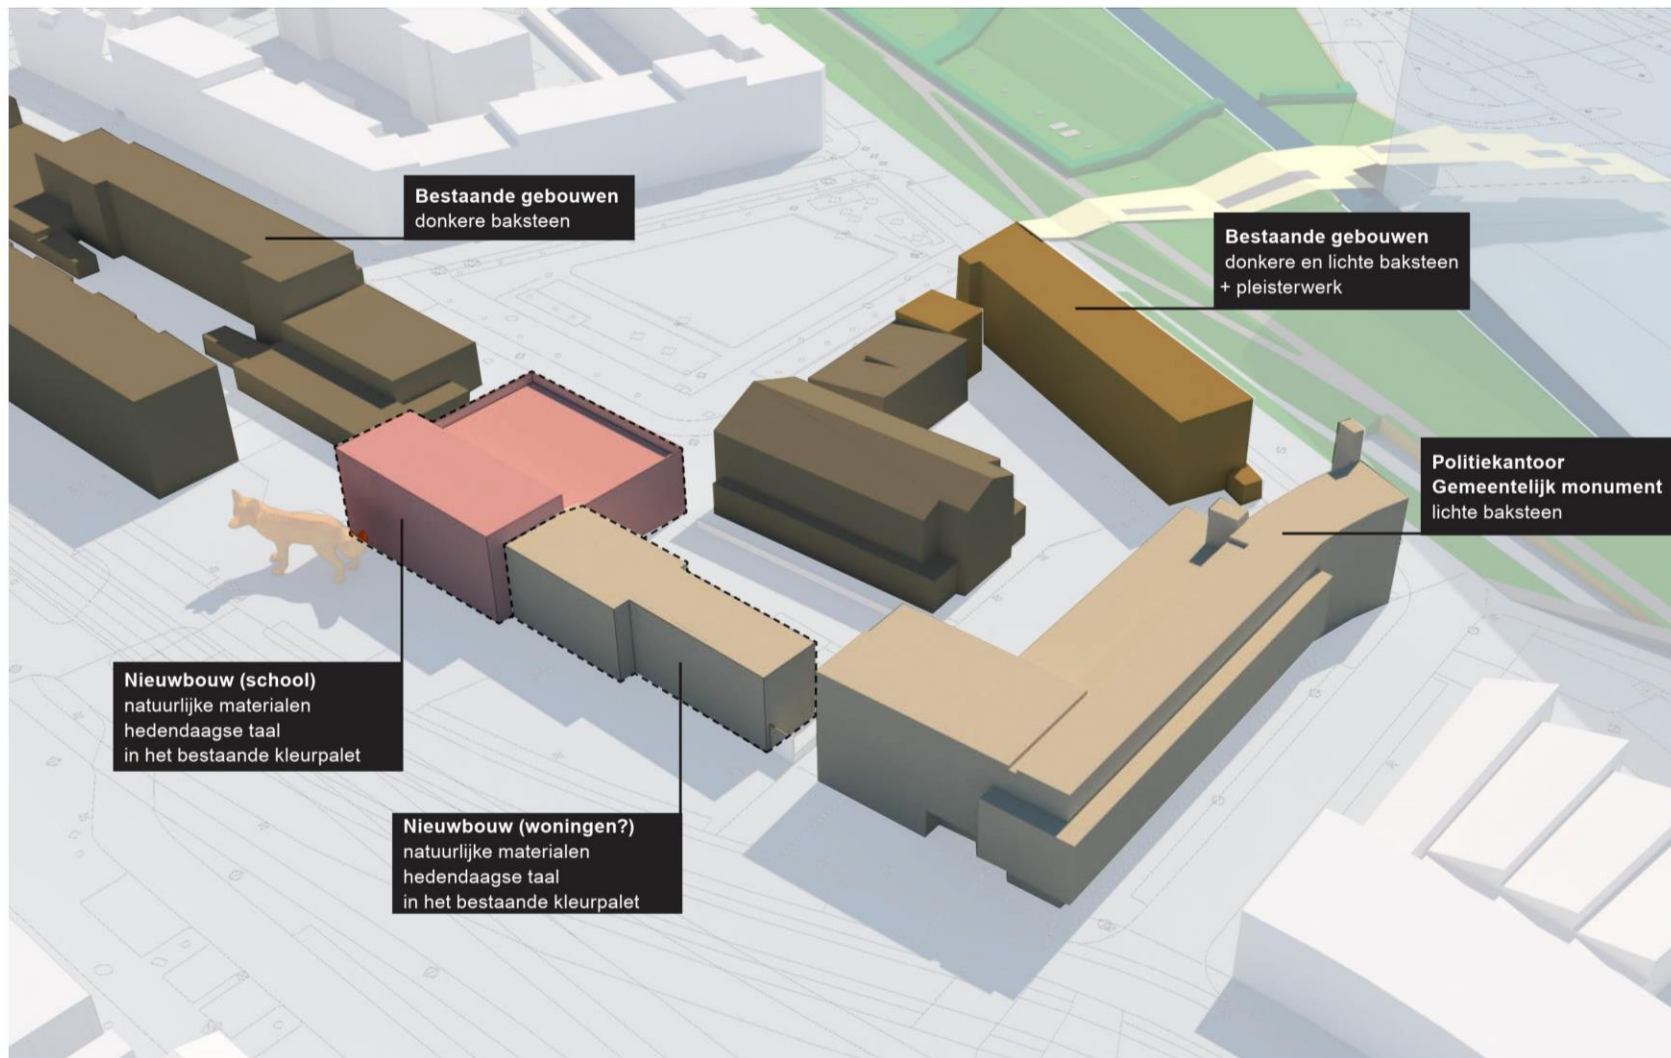 Bestaande gebouwen
donkere baksteen
Bestaande gebouwen
donkere en lichte baksteen
+ pleisterwerk
Politiekantoor
Gemeentelijk monument
lichte baksteen
Nieuwbouw (school)
natuurlijke materialen
hedendaagse taal
in het bestaande kleurpalet
Nieuwbouw (woningen?)
natuurlijke materialen
hedendaagse taal
in het bestaande kleurpalet